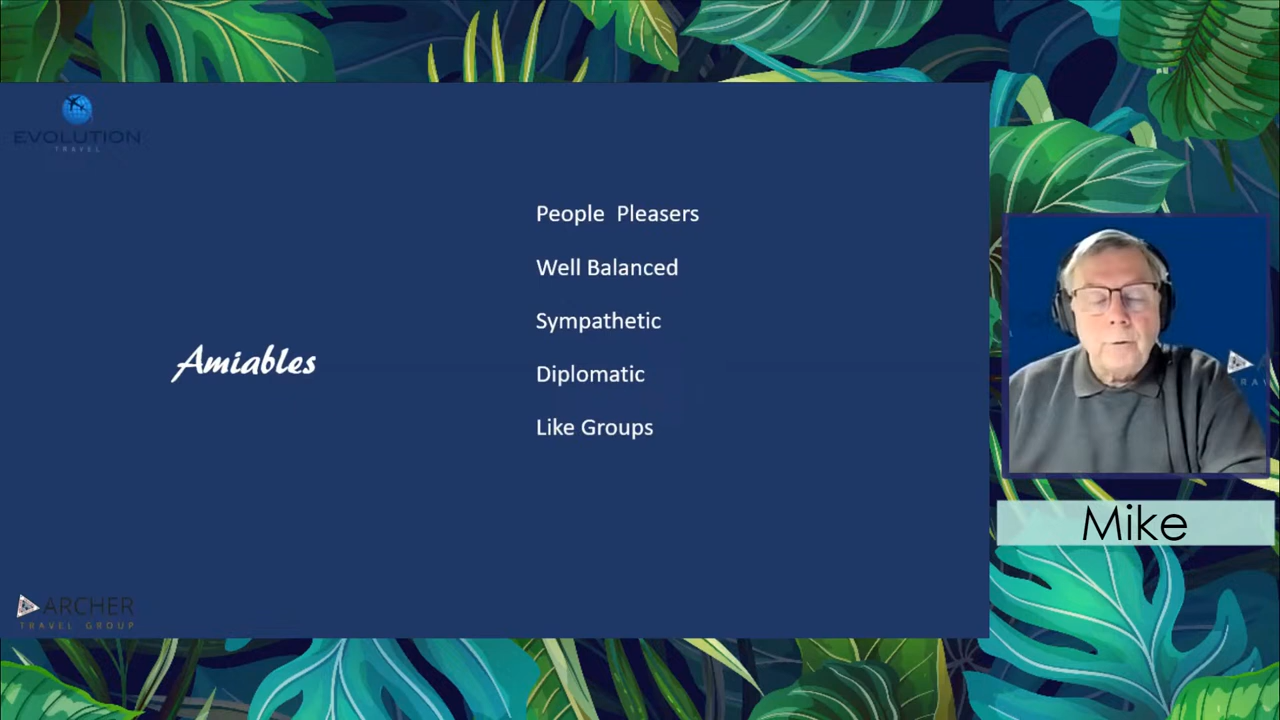 EVOLUTION
TRAVEL
People Pleasers
Well Balanced
Sympathetic
Diplomatic
Like Groups
Amiables
Mike
ARCHER
TRAVEL GROUP